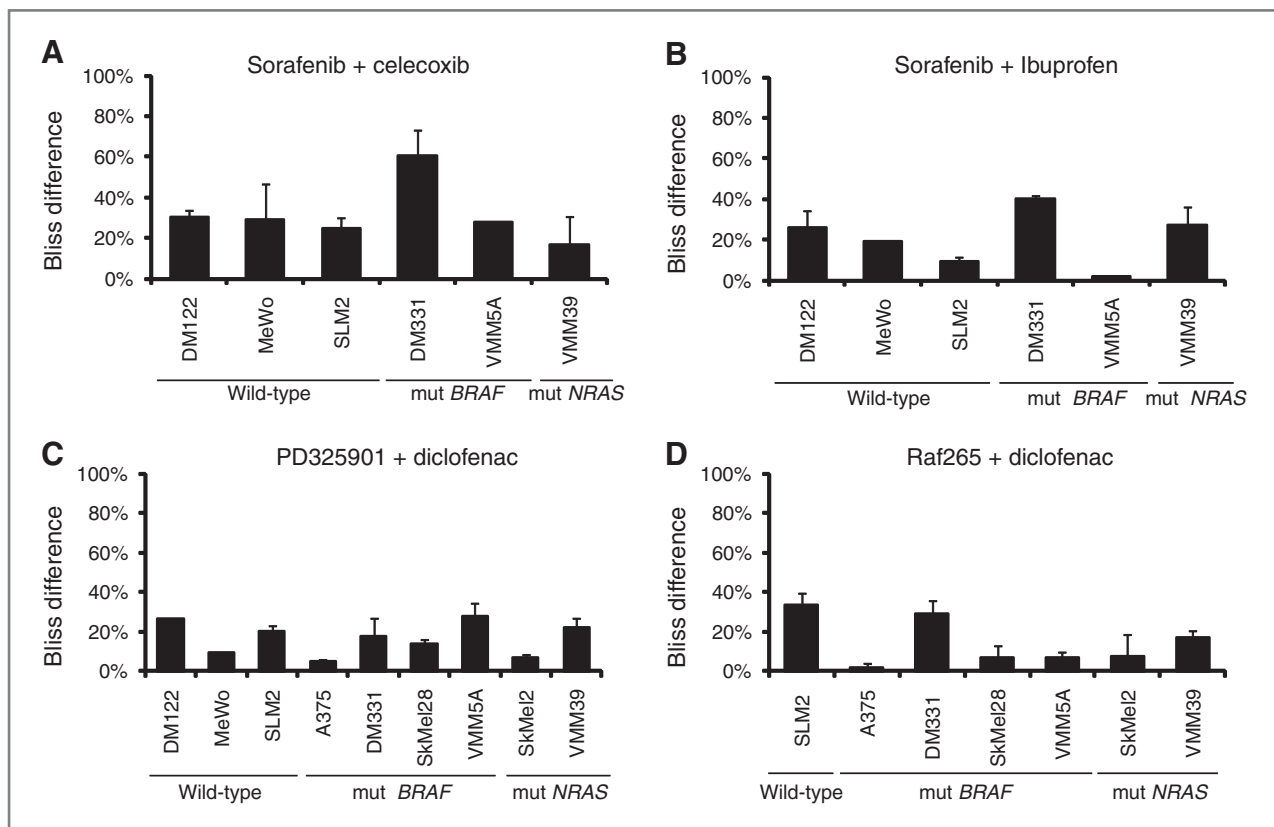 A
Sorafenib + celecoxib
Bliss difference
100%
80%
60%
40%
20%
0%
DM122
MeWo
SLM2
DM331
VMM5A
VMM39
Wild-type
mut BRAF
mut NRAS
B
Sorafenib + Ibuprofen
Bliss difference
100%
80%
60%
40%
20%
0%
DM122
MeWo
SLM2
DM331
VMM5A
VMM39
Wild-type
mut BRAF
mut NRAS
C
PD325901 + diclofenac
Bliss difference
100%
80%
60%
40%
20%
0%
DM122
MeWo
SLM2
A375
DM331
SkMel28
VMM5A
SkMel2
VMM39
Wild-type
mut BRAF
mut NRAS
D
Raf265 + diclofenac
Bliss difference
100%
80%
60%
40%
20%
0%
SLM2
A375
DM331
SkMel28
VMM5A
SkMel2
VMM39
Wild-type
mut BRAF
mut NRAS